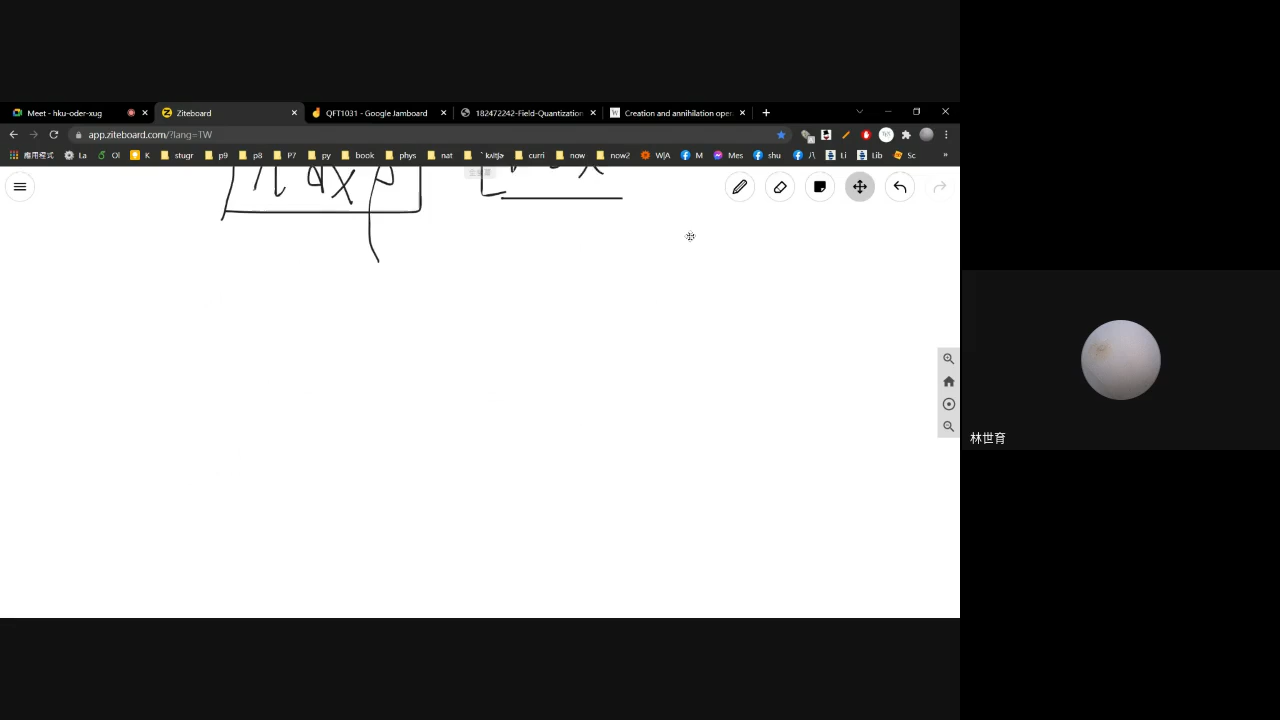 Meet - hku-oder-xug
Ziteboard
QFT1031 - Google Jamboard
182472242-Field-Quantization
Creation and annihilation oper
app.ziteboard.com/?lang=TW
應用程式 La Ol K stugr p9 p8 P7 py book phys nat curri now now2 W|A M Mes shu 八 Li Lib Sc »
林世育